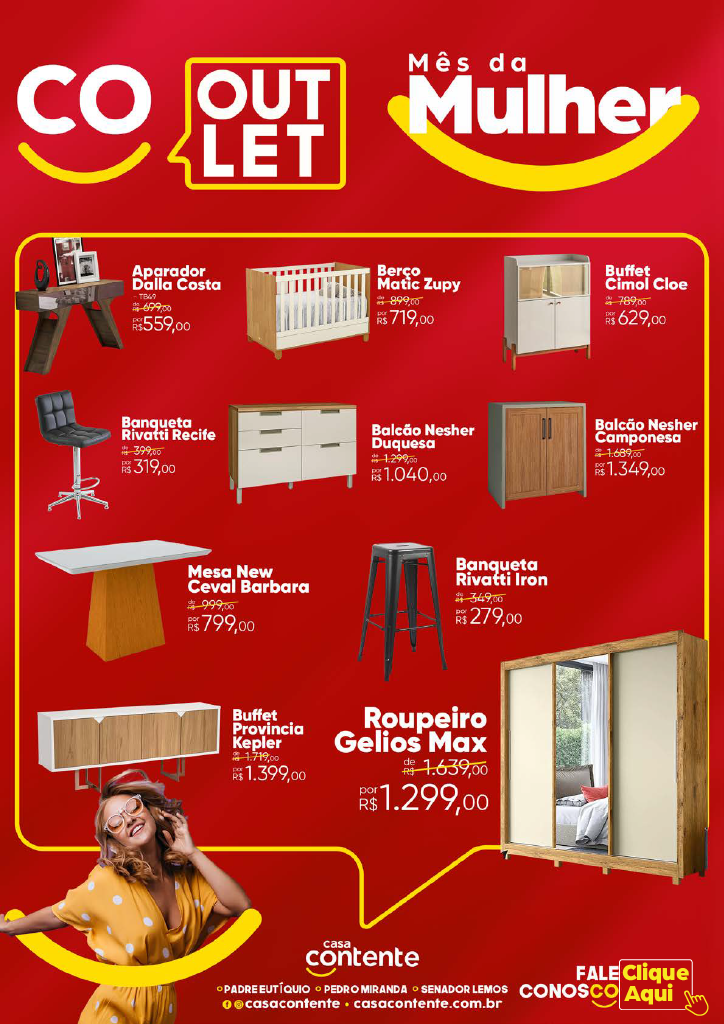 CO
OUT
LET
Mês da
Mulher
Aparador
Dalla Costa
- TB49
de
R$ 699,00
por
R$ 559,00
Berço
Matic Zupy
de
R$ 899,00
por
R$ 719,00
Buffet
Cimol Cloe
de
R$ 789,00
por
R$ 629,00
Banqueta
Rivatti Recife
de
R$ 399,00
por
R$ 319,00
Balcão Nesher
Duquesa
de
R$ 1.299,00
por
R$ 1.040,00
Balcão Nesher
Camponesa
de
R$ 1.689,00
por
R$ 1.349,00
Mesa New
Ceval Barbara
de
R$ 999,00
por
R$ 799,00
Banqueta
Rivatti Iron
de
R$ 349,00
por
R$ 279,00
Buffet
Provincia
Kepler
de
R$ 1.719,00
por
R$ 1.399,00
Roupeiro
Gelios Max
de
R$ 1.639,00
por
R$ 1.299,00
casa
contente
PADRE EUTÍQUIO PEDRO MIRANDA SENADOR LEMOS
casacontente • casacontente.com.br
FALE
CONOSCO
Clique
Aqui